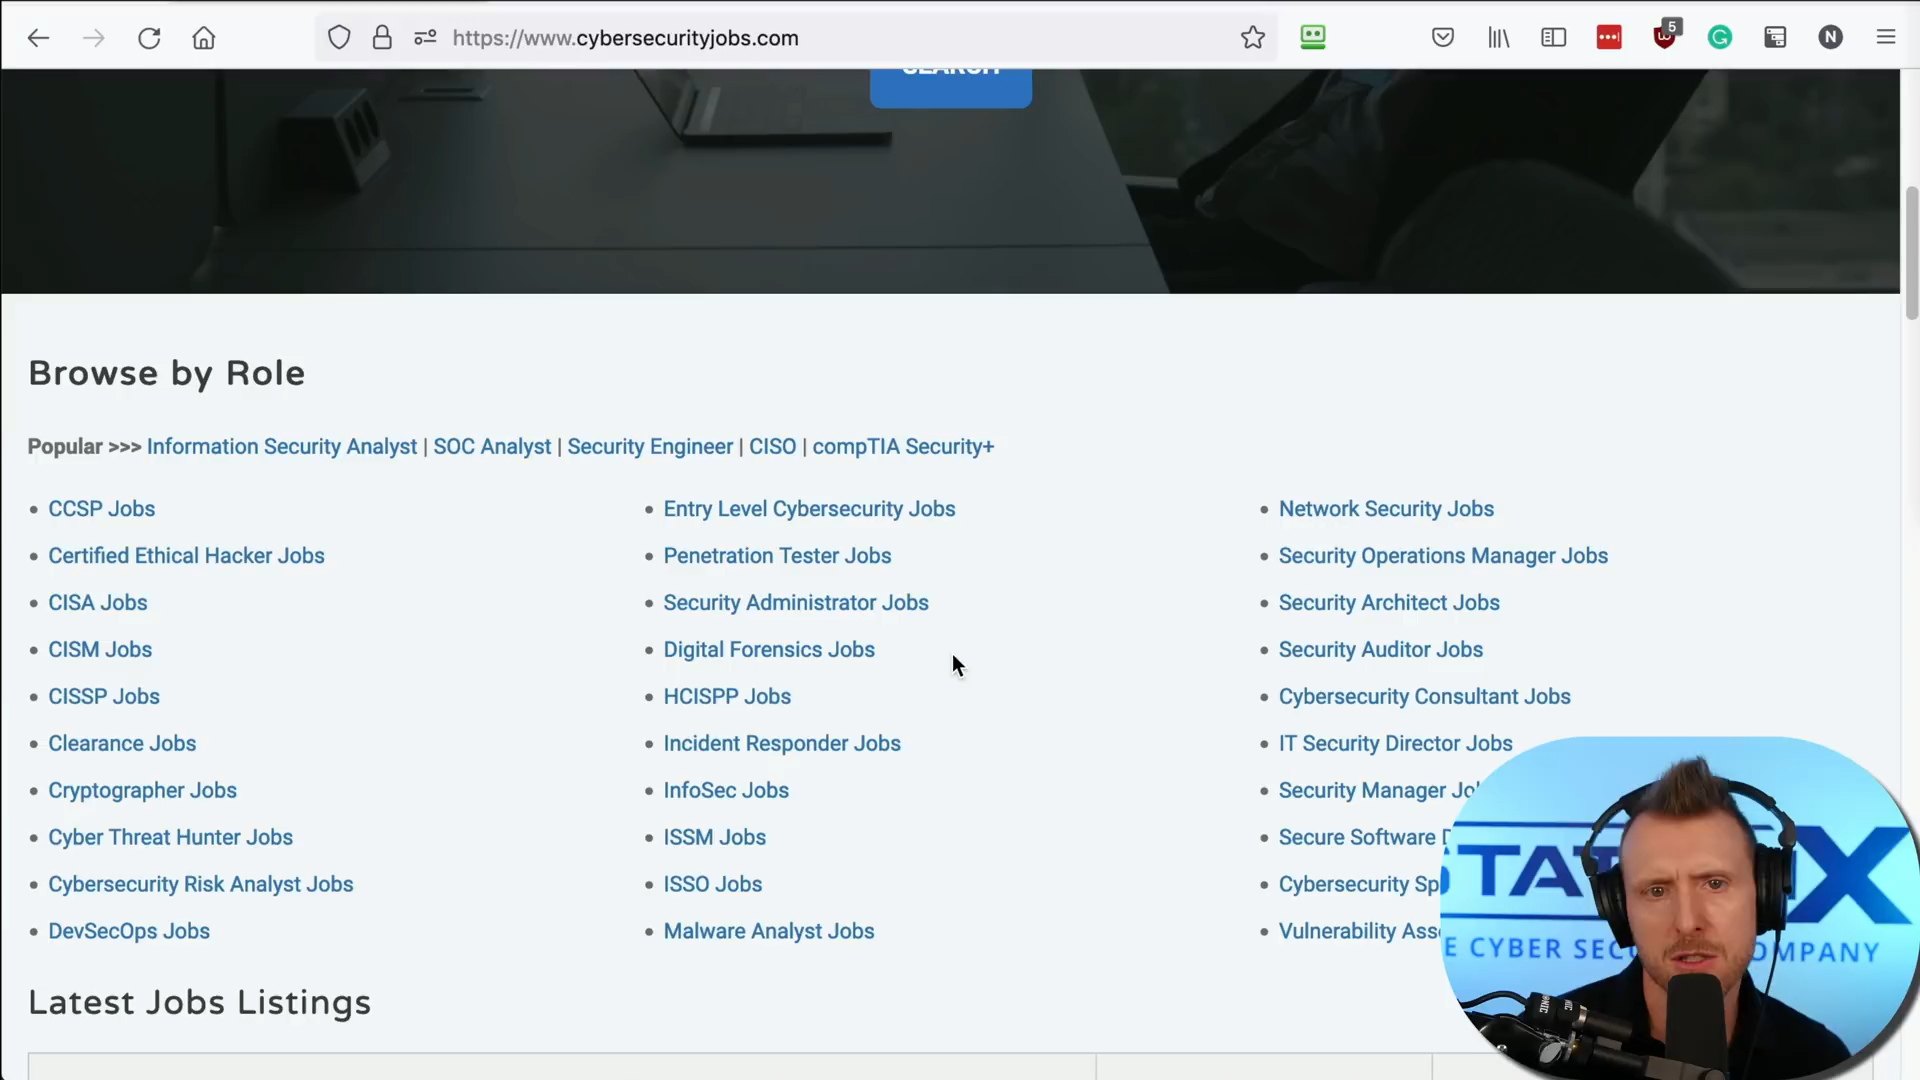 https://www.cybersecurityjobs.com
5
N
SEARCH
Browse by Role
Popular >>> Information Security Analyst | SOC Analyst | Security Engineer | CISO | compTIA Security+
CCSP Jobs
Certified Ethical Hacker Jobs
CISA Jobs
CISM Jobs
CISSP Jobs
Clearance Jobs
Cryptographer Jobs
Cyber Threat Hunter Jobs
Cybersecurity Risk Analyst Jobs
DevSecOps Jobs
Entry Level Cybersecurity Jobs
Penetration Tester Jobs
Security Administrator Jobs
Digital Forensics Jobs
HCISPP Jobs
Incident Responder Jobs
InfoSec Jobs
ISSM Jobs
ISSO Jobs
Malware Analyst Jobs
Network Security Jobs
Security Operations Manager Jobs
Security Architect Jobs
Security Auditor Jobs
Cybersecurity Consultant Jobs
IT Security Director Jobs
Security Manager
Secure Software
Cybersecurity
Vulnerability
CYBER
Latest Jobs Listings